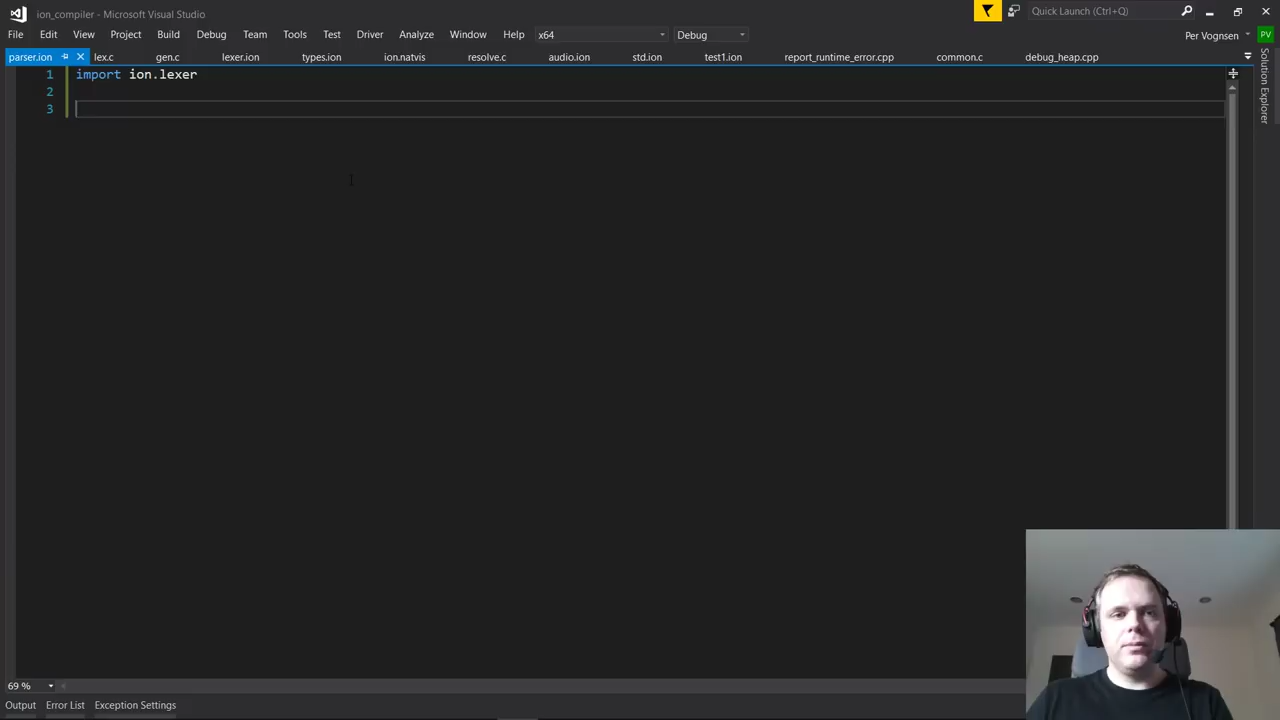 ion_compiler - Microsoft Visual Studio
Quick Launch (Ctrl+Q)
File Edit View Project Build Debug Team Tools Test Driver Analyze Window Help x64 Debug
Per Vognsen PV
parser.ion lex.c gen.c lexer.ion types.ion ion.natvis resolve.c audio.ion std.ion test1.ion report_runtime_error.cpp common.c debug_heap.cpp
Solution Explorer
1 import ion.lexer
2
3
69 %
Output Error List Exception Settings